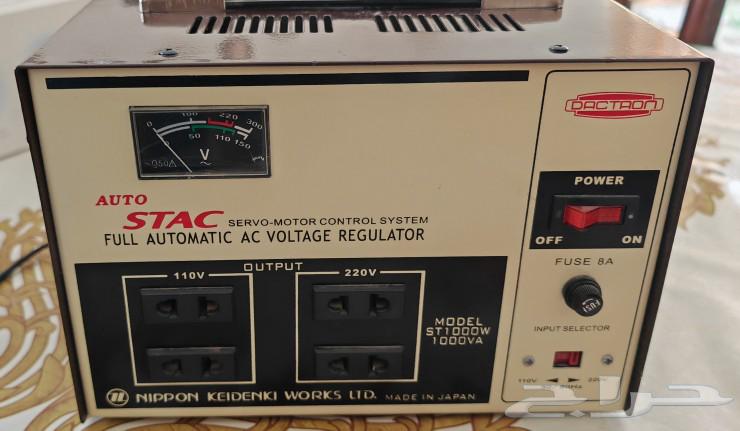 0 100 220 300
0 50 110 150
V
DACTRON
POWER
OFF ON
AUTO
STAC SERVO-MOTOR CONTROL SYSTEM
FULL AUTOMATIC AC VOLTAGE REGULATOR
FUSE 8A
FUSE
OUTPUT
110V 220V
MODEL
ST1000W
1000VA
INPUT SELECTOR
110V 220V
NIPPON KEIDENKI WORKS LTD. MADE IN JAPAN
حراج